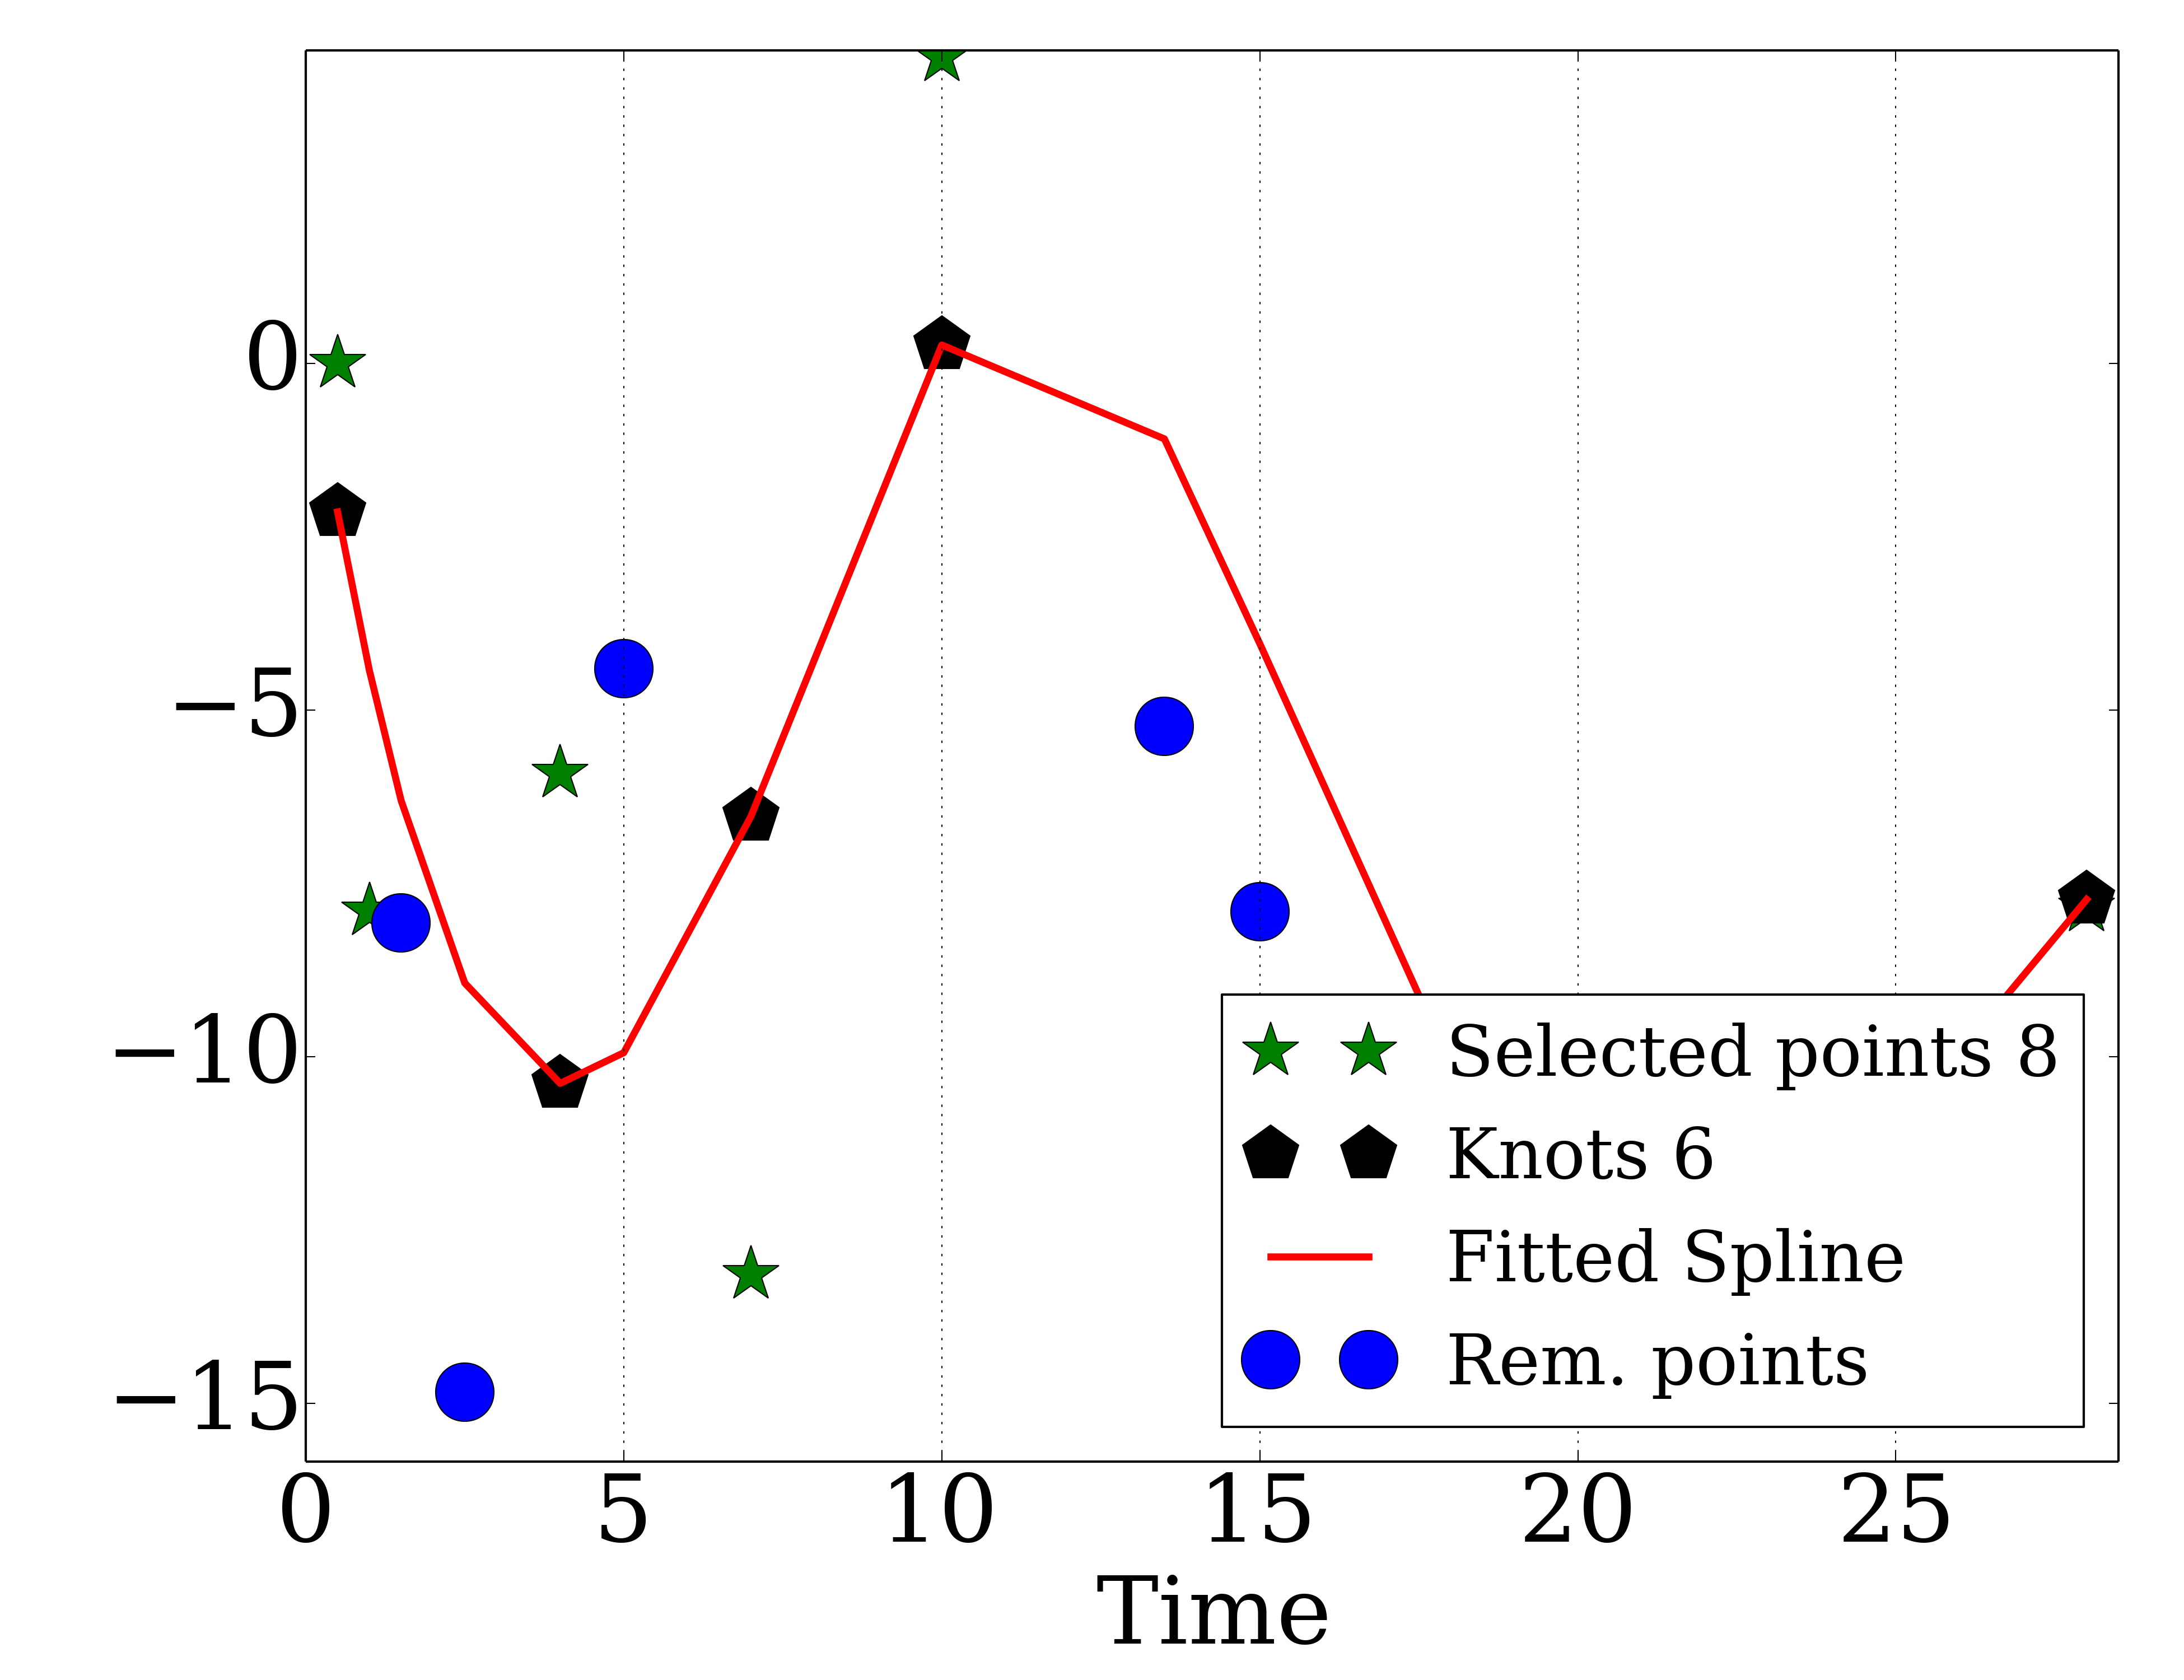 0
−5
−10
−15
Selected points 8
Knots 6
Fitted Spline
Rem. points
0 5 10 15 20 25
Time